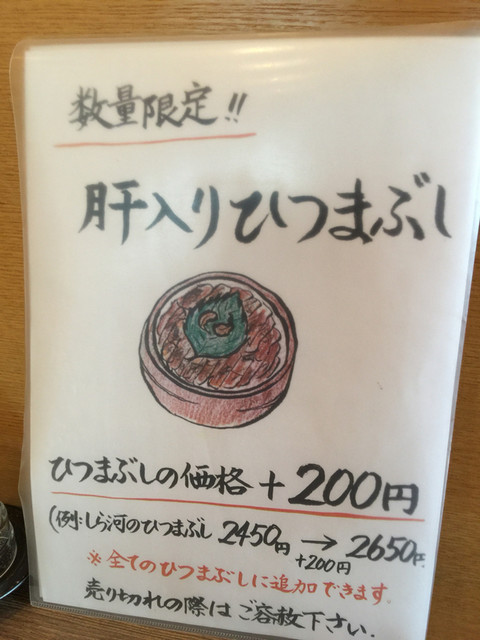 数量限定!!
肝入りひつまぶし
ひつまぶしの価格+200円
(例:しら河のひつまぶし 2450円 → 2650円
+200円
※全てのひつまぶしに追加できます。
売り切れの際はご容赦下さい。